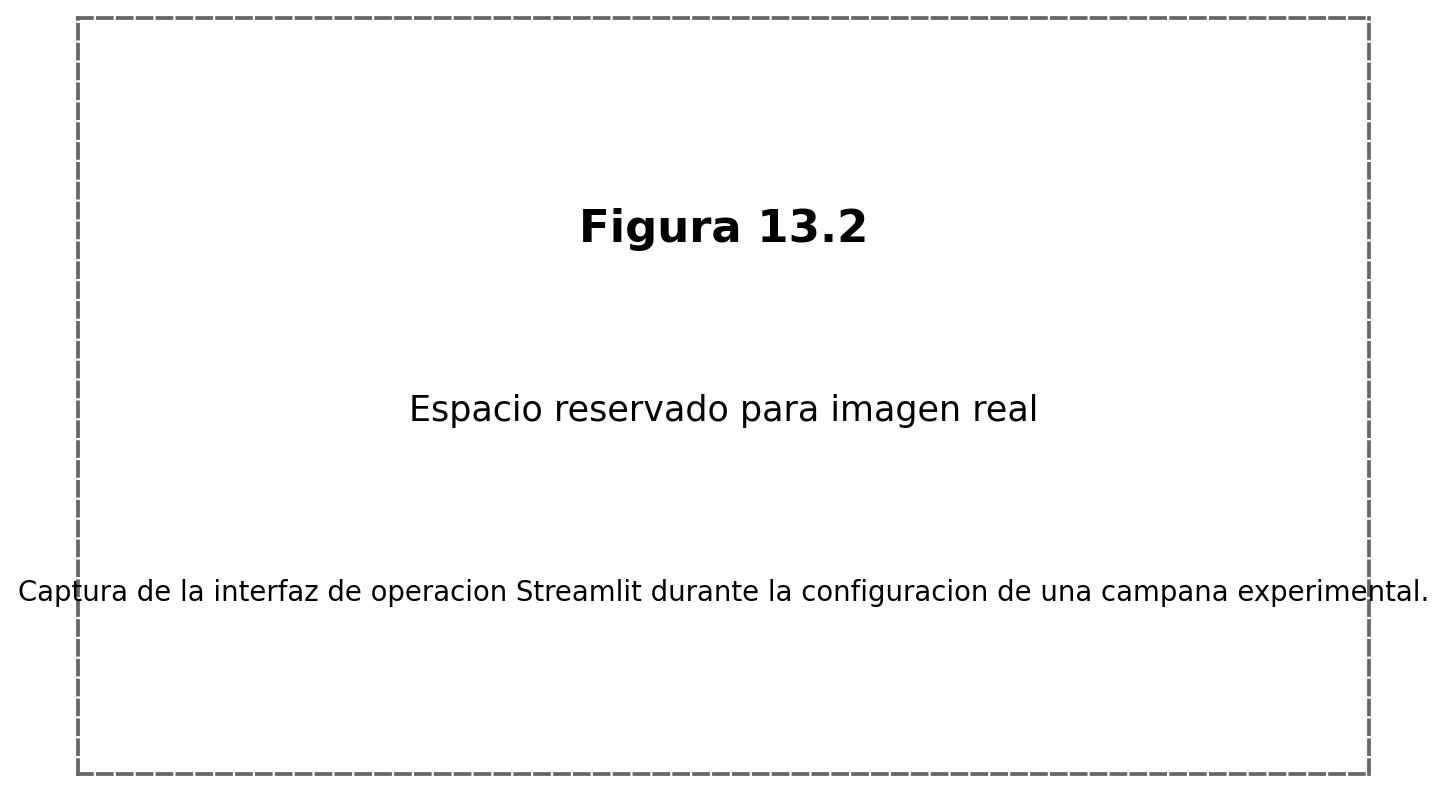 Figura 13.2
Espacio reservado para imagen real
Captura de la interfaz de operacion Streamlit durante la configuracion de una campana experimental.